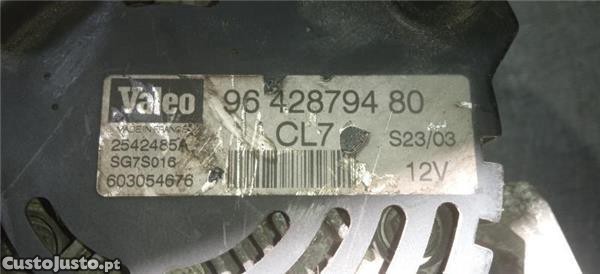 Valeo
96 428794 80
MADE IN FRANCE
2542485A
CL7
S23/03
SG7S016
603054676
12V
CustoJusto.pt